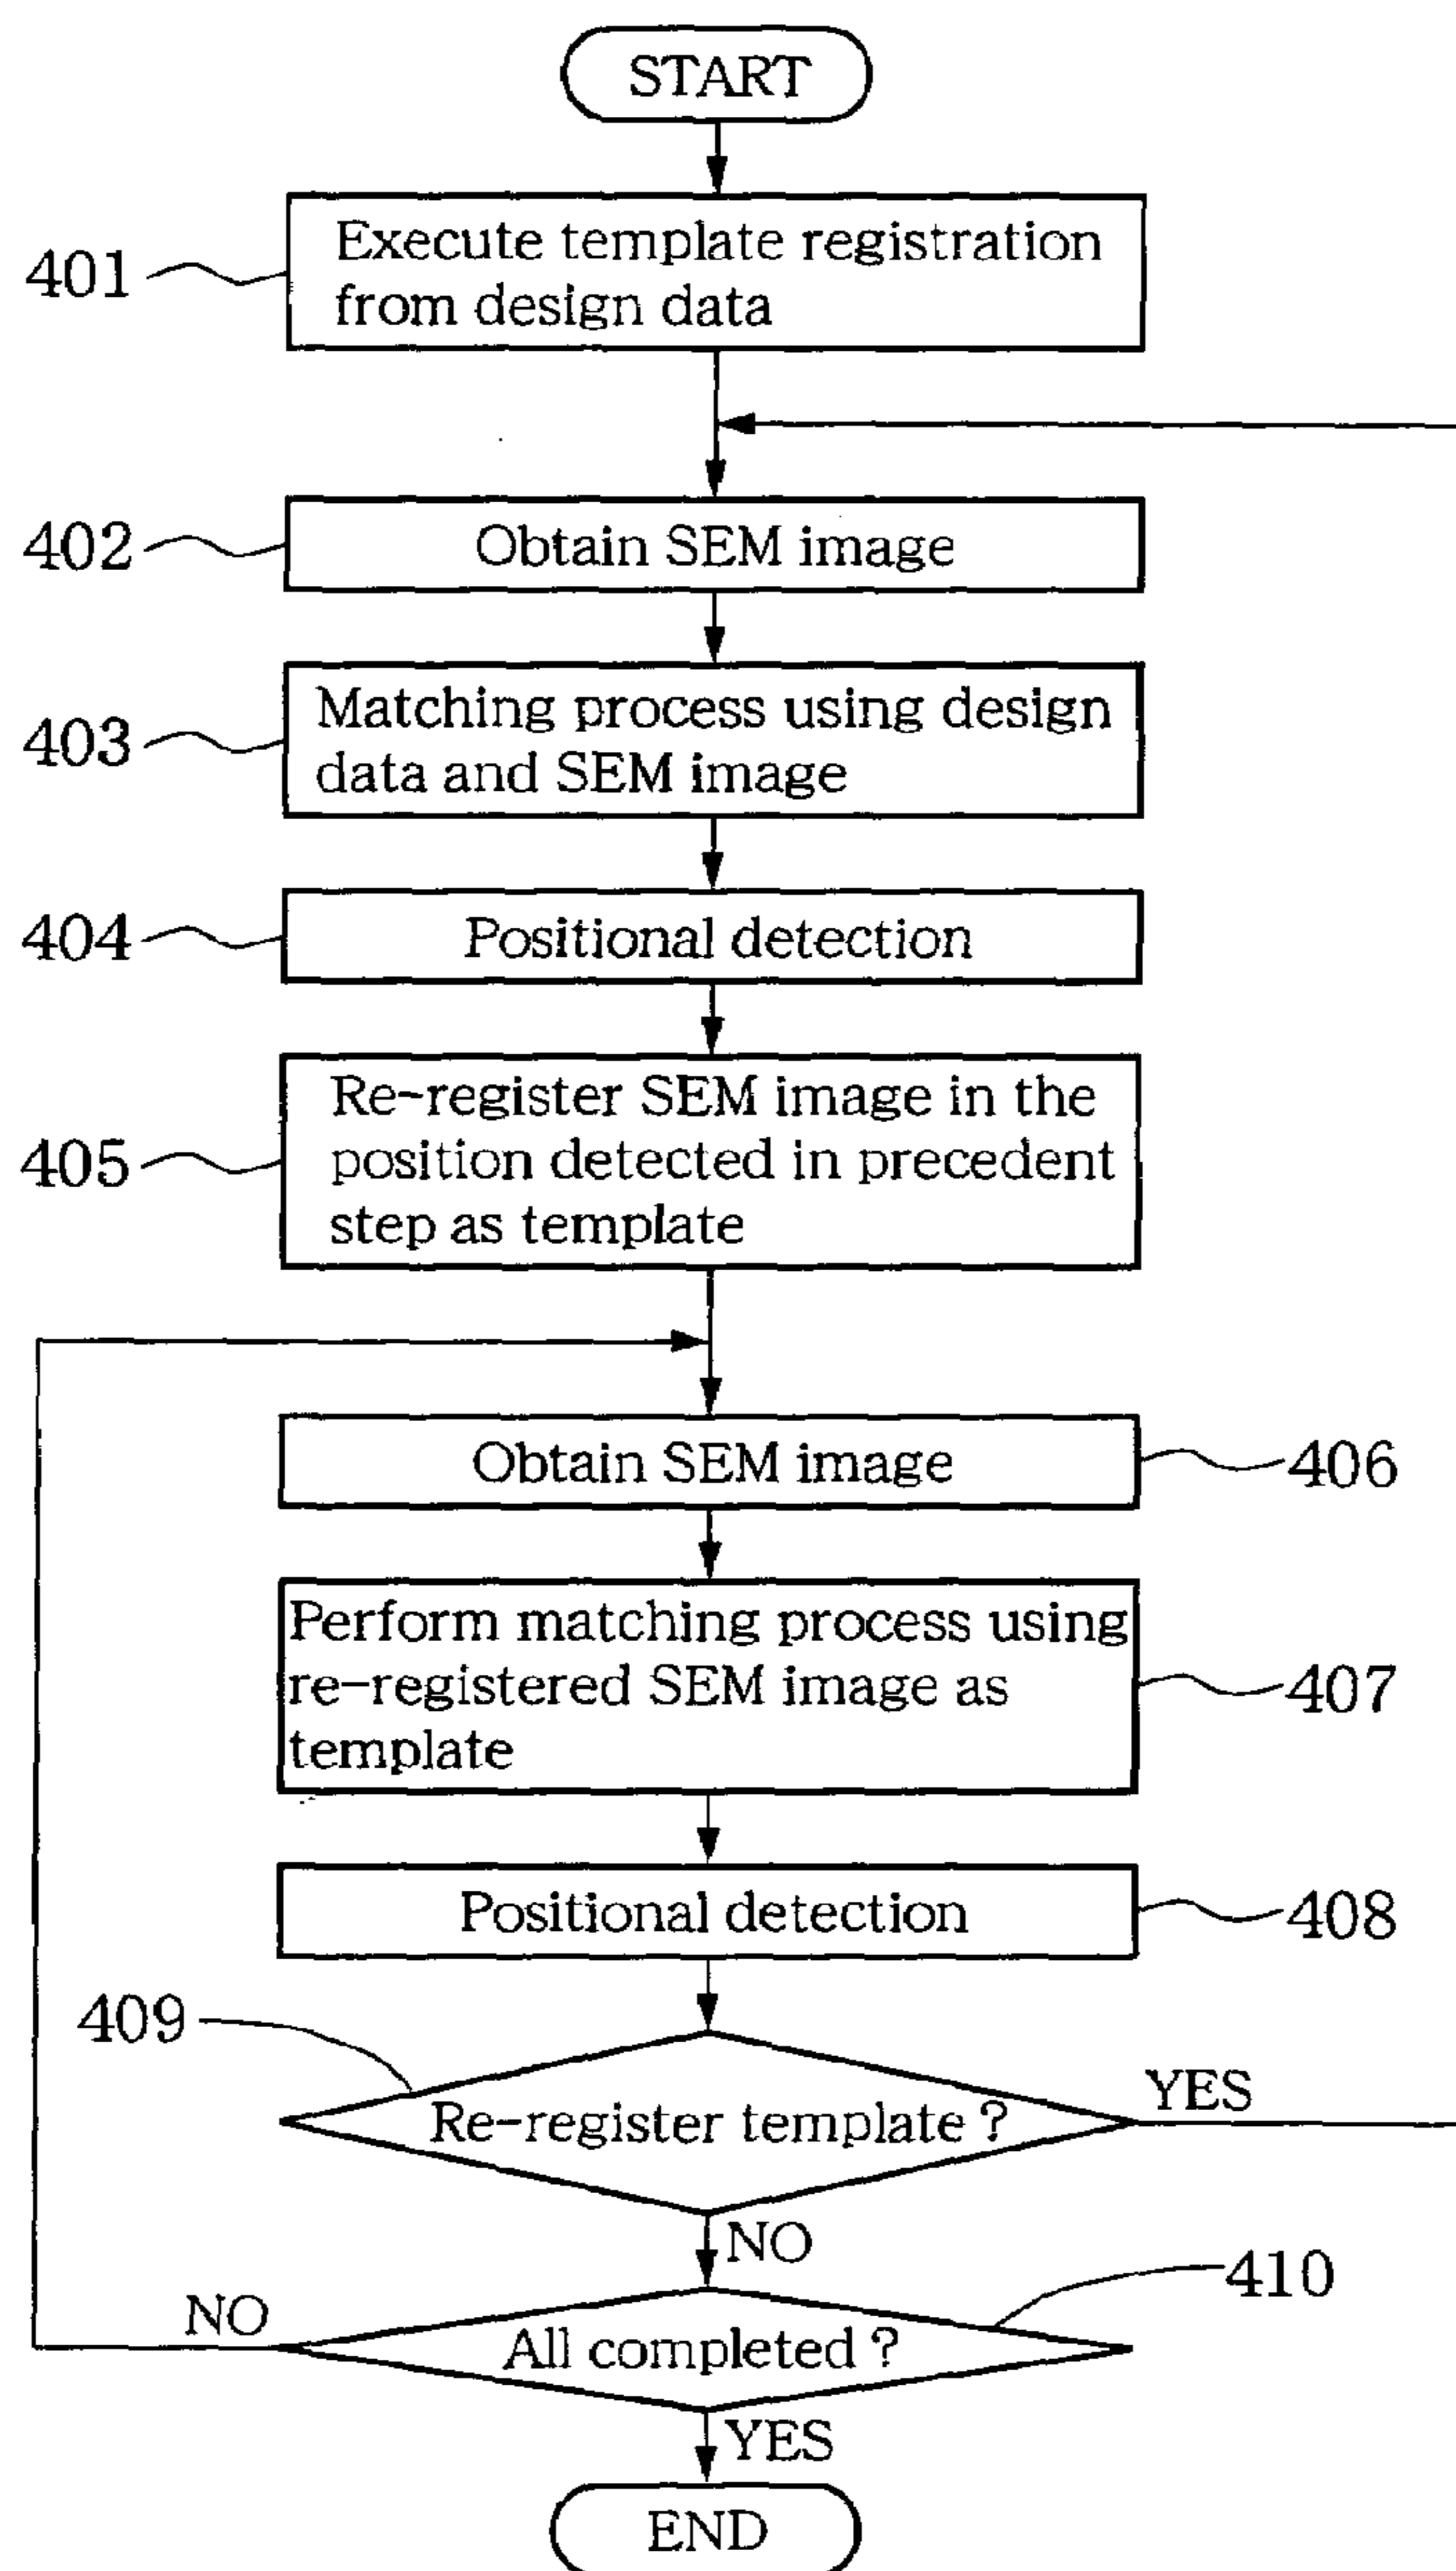 START
401
Execute template registration
from design data
402
Obtain SEM image
403
Matching process using design
data and SEM image
404
Positional detection
405
Re-register SEM image in the
position detected in precedent
step as template
Obtain SEM image
406
Perform matching process using
re-registered SEM image as
template
407
Positional detection
408
409
Re-register template ?
YES
NO
410
NO
All completed ?
YES
END